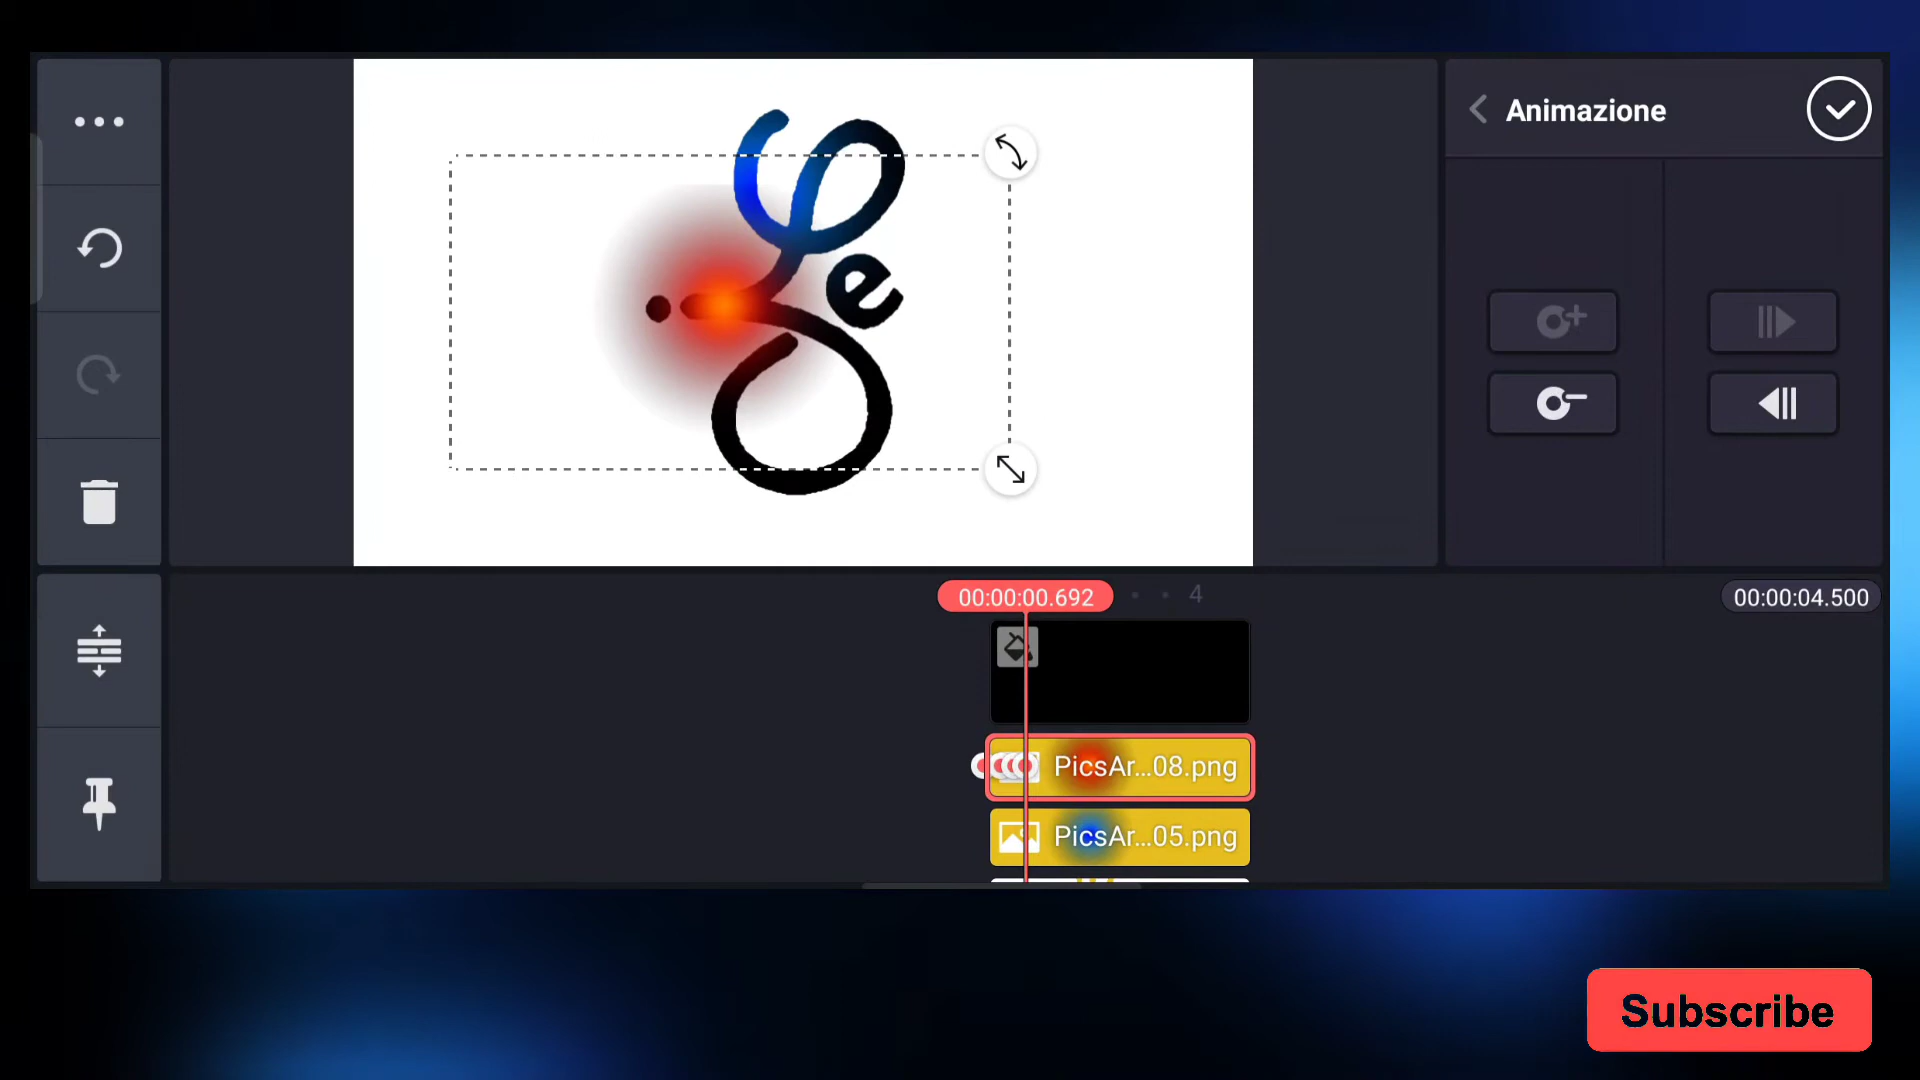 Animazione
e
00:00:00.692
4
00:00:04.500
PicsAr...08.png
PicsAr...05.png
Subscribe